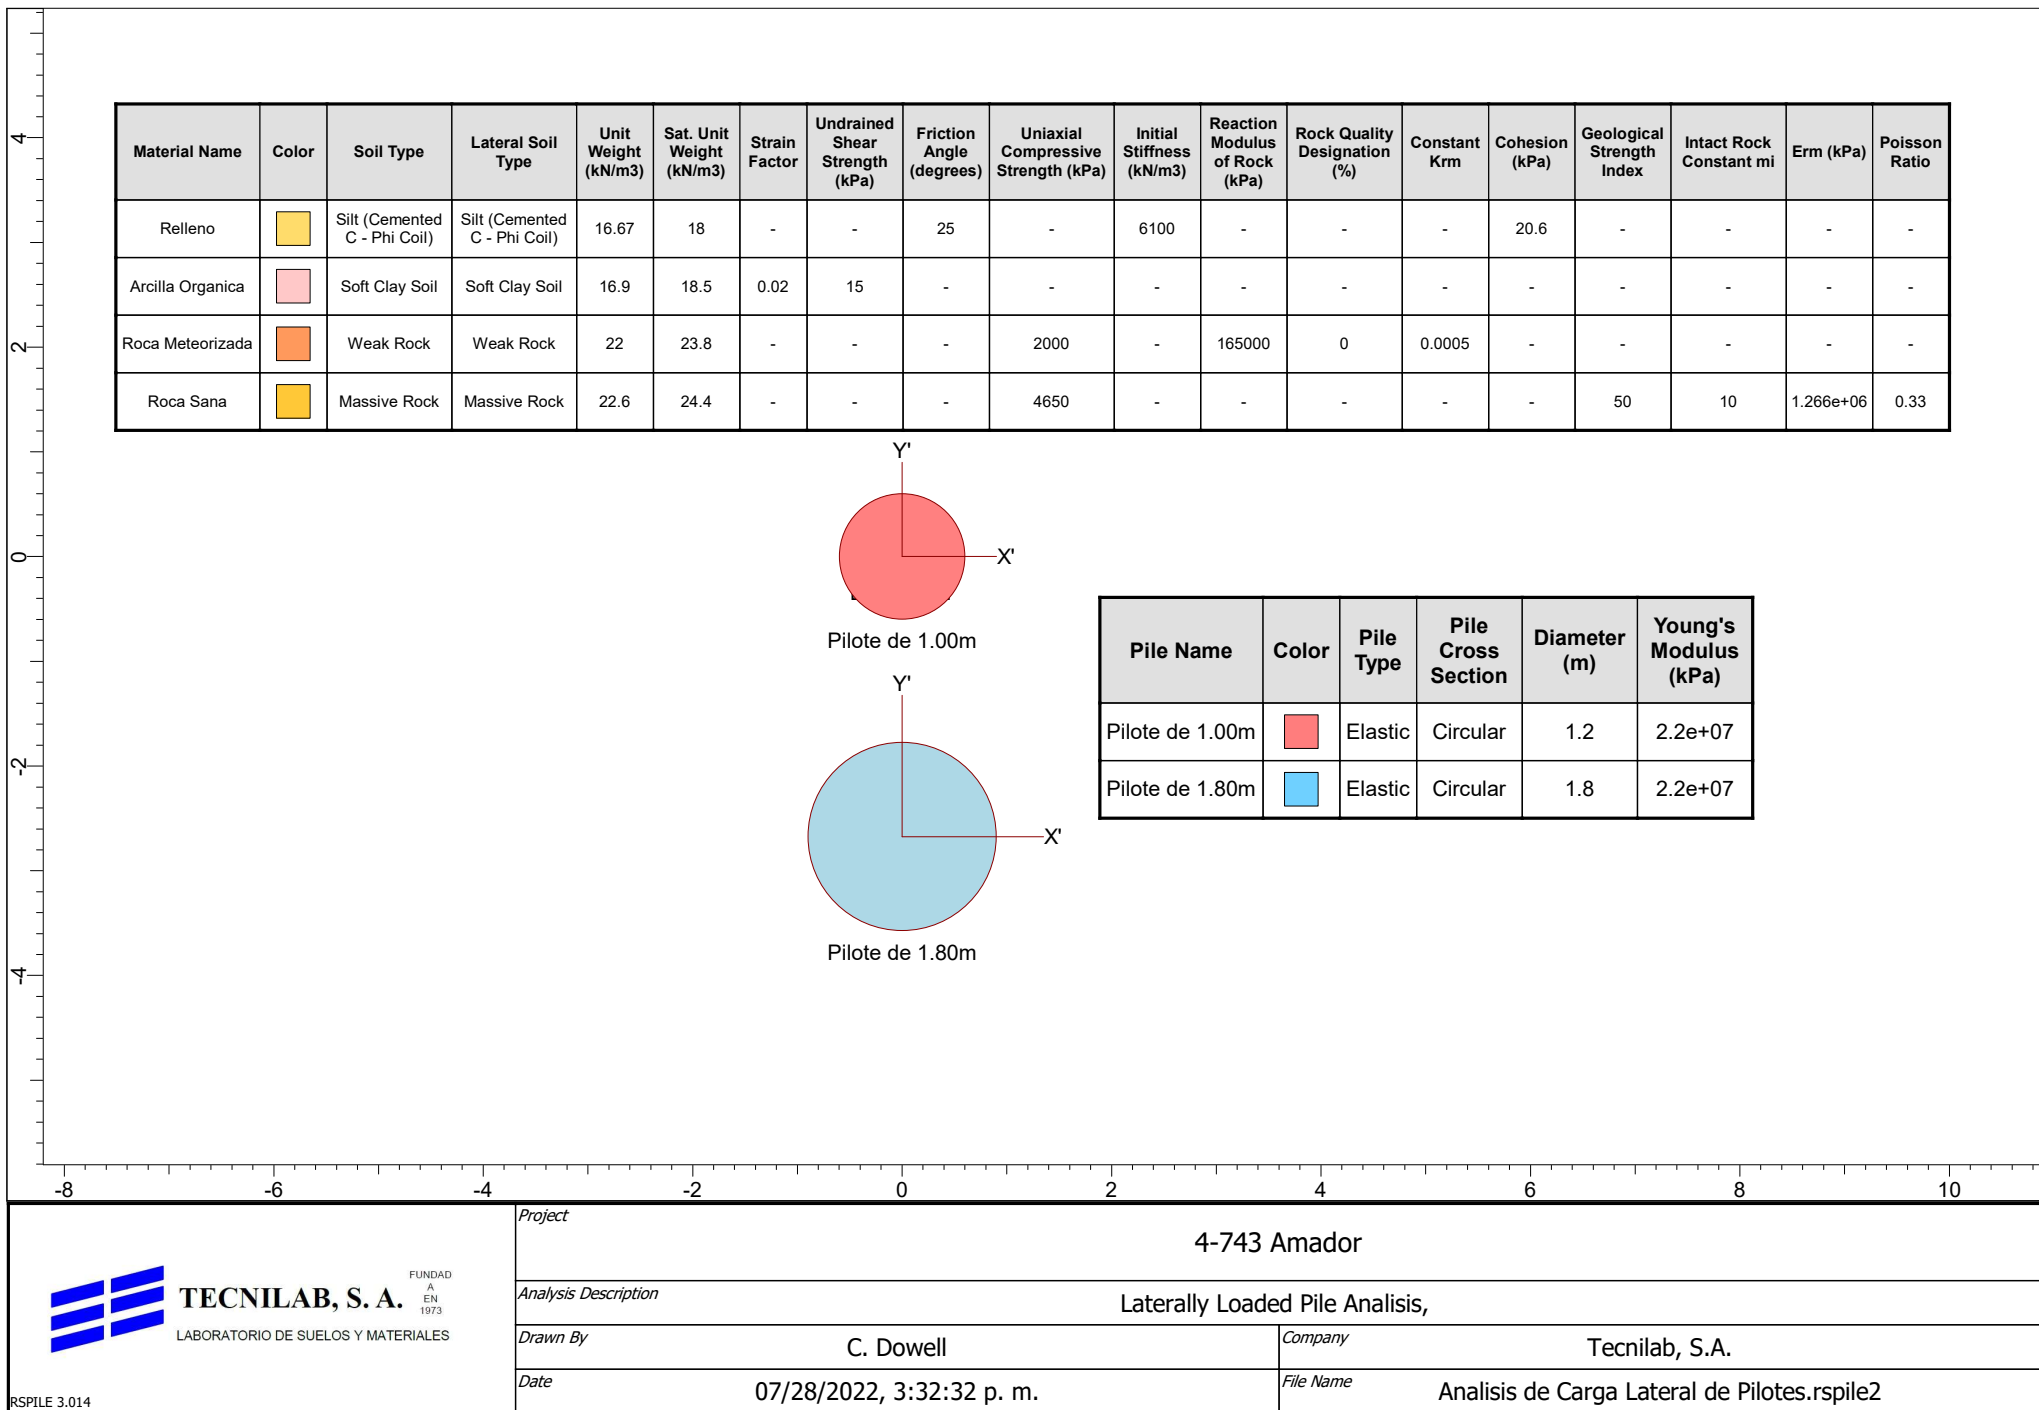 Material Name Color Soil Type Lateral Soil Type Unit Weight (kN/m3) Sat. Unit Weight (kN/m3) Strain Factor Undrained Shear Strength (kPa) Friction Angle (degrees) Uniaxial Compressive Strength (kPa) Initial Stiffness (kN/m3) Reaction Modulus of Rock (kPa) Rock Quality Designation (%) Constant Krm Cohesion (kPa) Geological Strength Index Intact Rock Constant mi Erm (kPa) Poisson Ratio
Relleno Silt (Cemented C - Phi Coil) Silt (Cemented C - Phi Coil) 16.67 18 - - 25 - 6100 - - - 20.6 - - - -
Arcilla Organica Soft Clay Soil Soft Clay Soil 16.9 18.5 0.02 15 - - - - - - - - - - -
Roca Meteorizada Weak Rock Weak Rock 22 23.8 - - - 2000 - 165000 0 0.0005 - - - - -
Roca Sana Massive Rock Massive Rock 22.6 24.4 - - - 4650 - - - - - 50 10 1.266e+06 0.33
4
2
0
-2
-4
Y'
X'
Pilote de 1.00m
Y'
X'
Pilote de 1.80m
Pile Name Color Pile Type Pile Cross Section Diameter (m) Young's Modulus (kPa)
Pilote de 1.00m Elastic Circular 1.2 2.2e+07
Pilote de 1.80m Elastic Circular 1.8 2.2e+07
-8 -6 -4 -2 0 2 4 6 8 10
TECNILAB, S. A.
FUNDAD
A
EN
1973
LABORATORIO DE SUELOS Y MATERIALES
RSPILE 3.014
Project
4-743 Amador
Analysis Description
Laterally Loaded Pile Analisis,
Drawn By
C. Dowell
Company
Tecnilab, S.A.
Date
07/28/2022, 3:32:32 p. m.
File Name
Analisis de Carga Lateral de Pilotes.rspile2